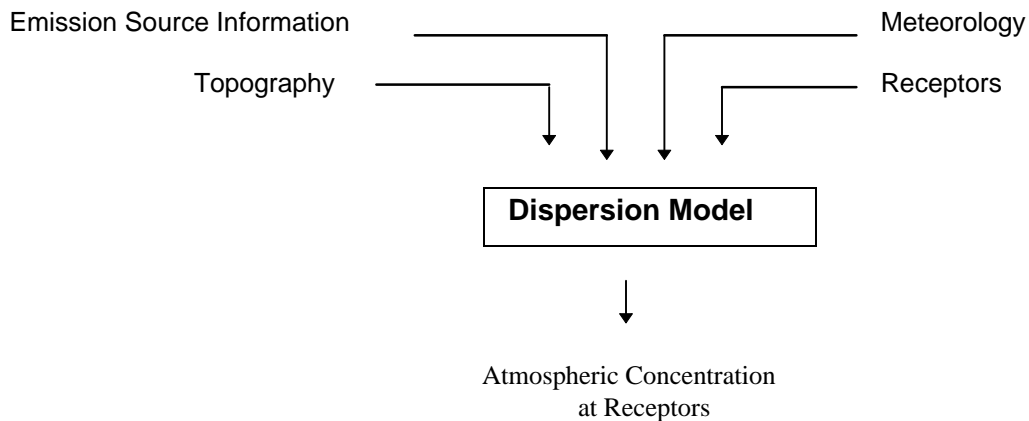 Emission Source Information
Meteorology
Topography
Receptors
Dispersion Model
Atmospheric Concentration
at Receptors